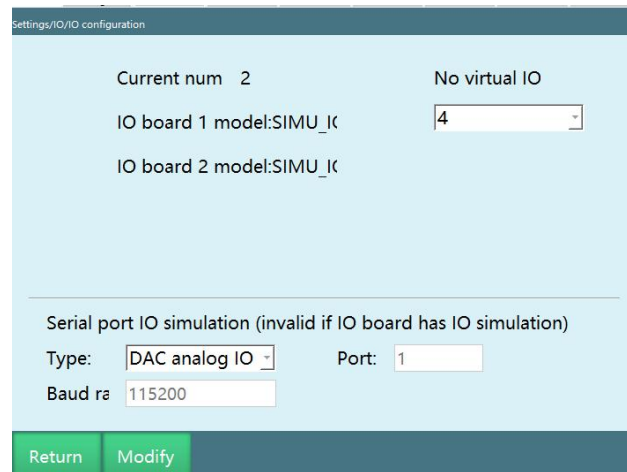 Settings/IO/IO configuration
Current num 2 No virtual IO
IO board 1 model:SIMU_I 4
IO board 2 model:SIMU_I
Serial port IO simulation (invalid if IO board has IO simulation)
Type: DAC analog IO Port: 1
Baud ra 115200
Return Modify